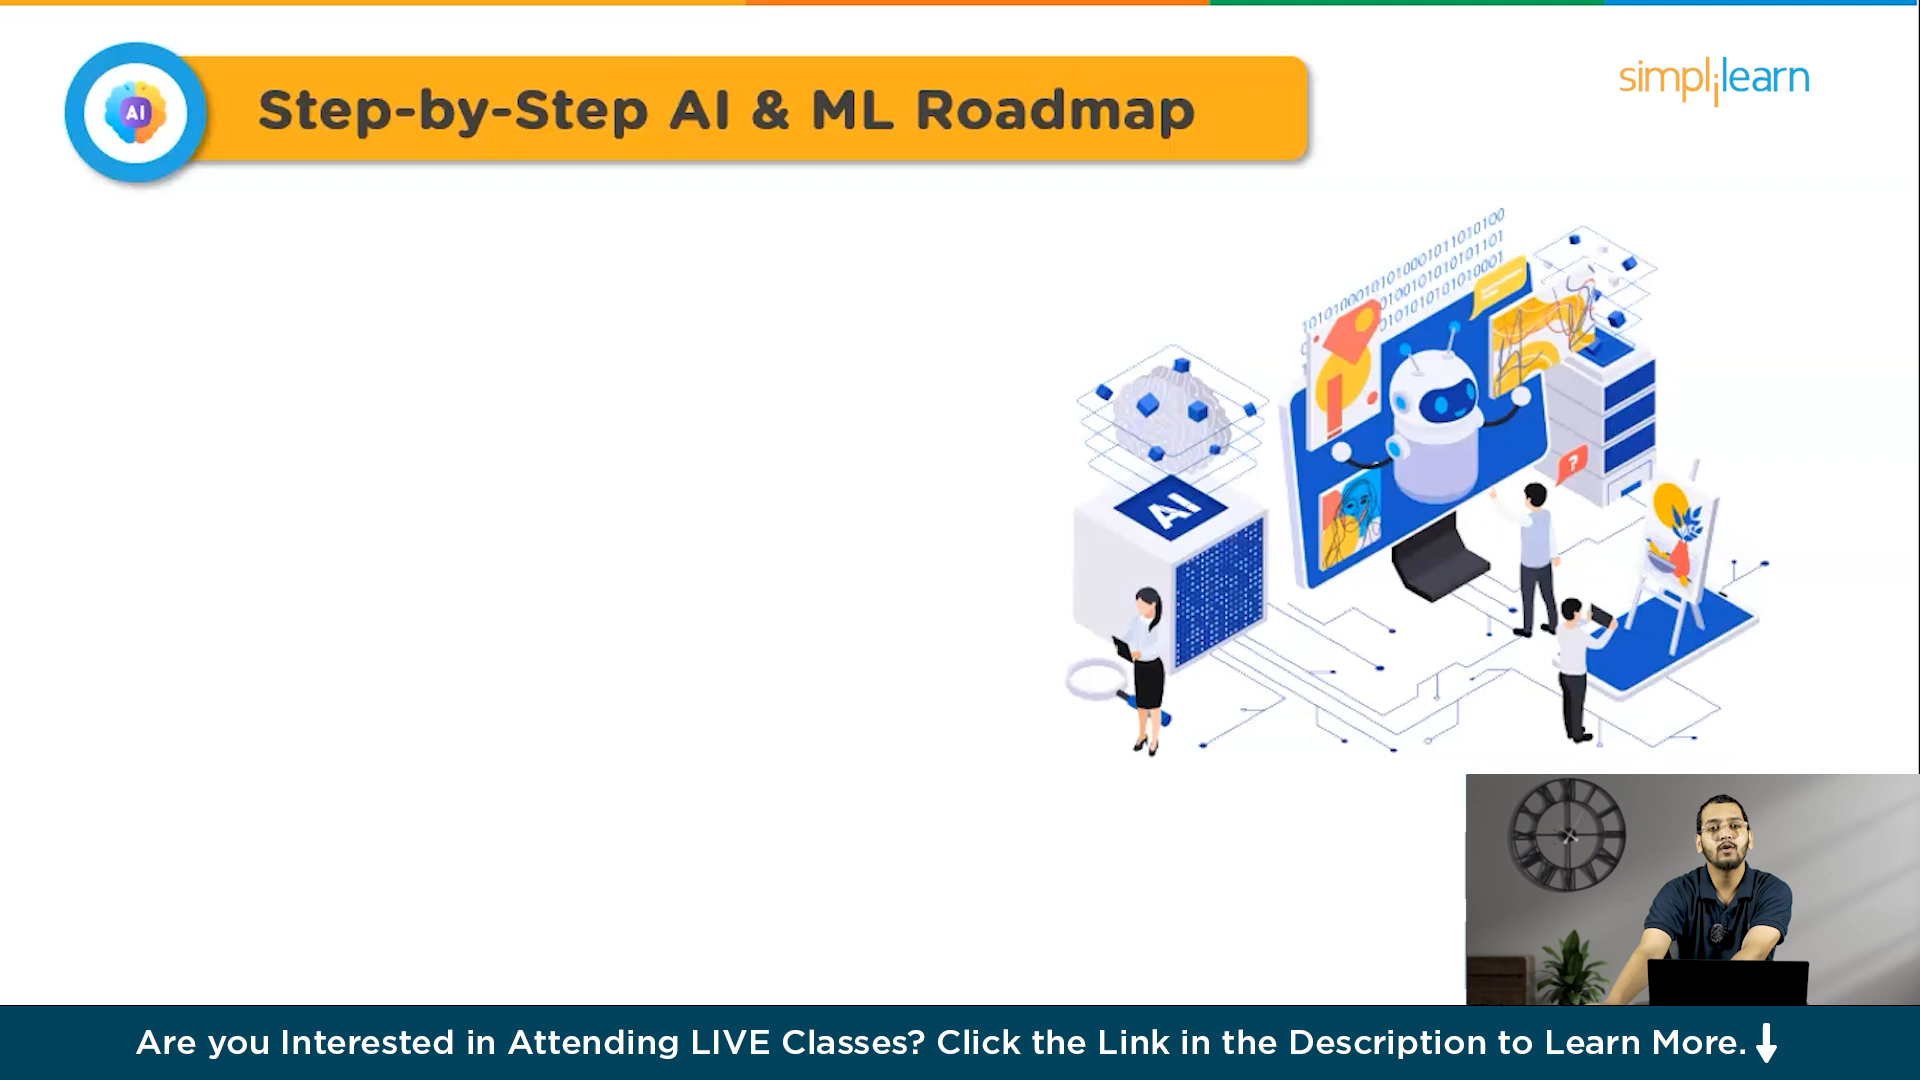 AI
Step-by-Step AI & ML Roadmap
simplilearn
1010100010101000101101010
AI
?
Are you Interested in Attending LIVE Classes? Click the Link in the Description to Learn More.